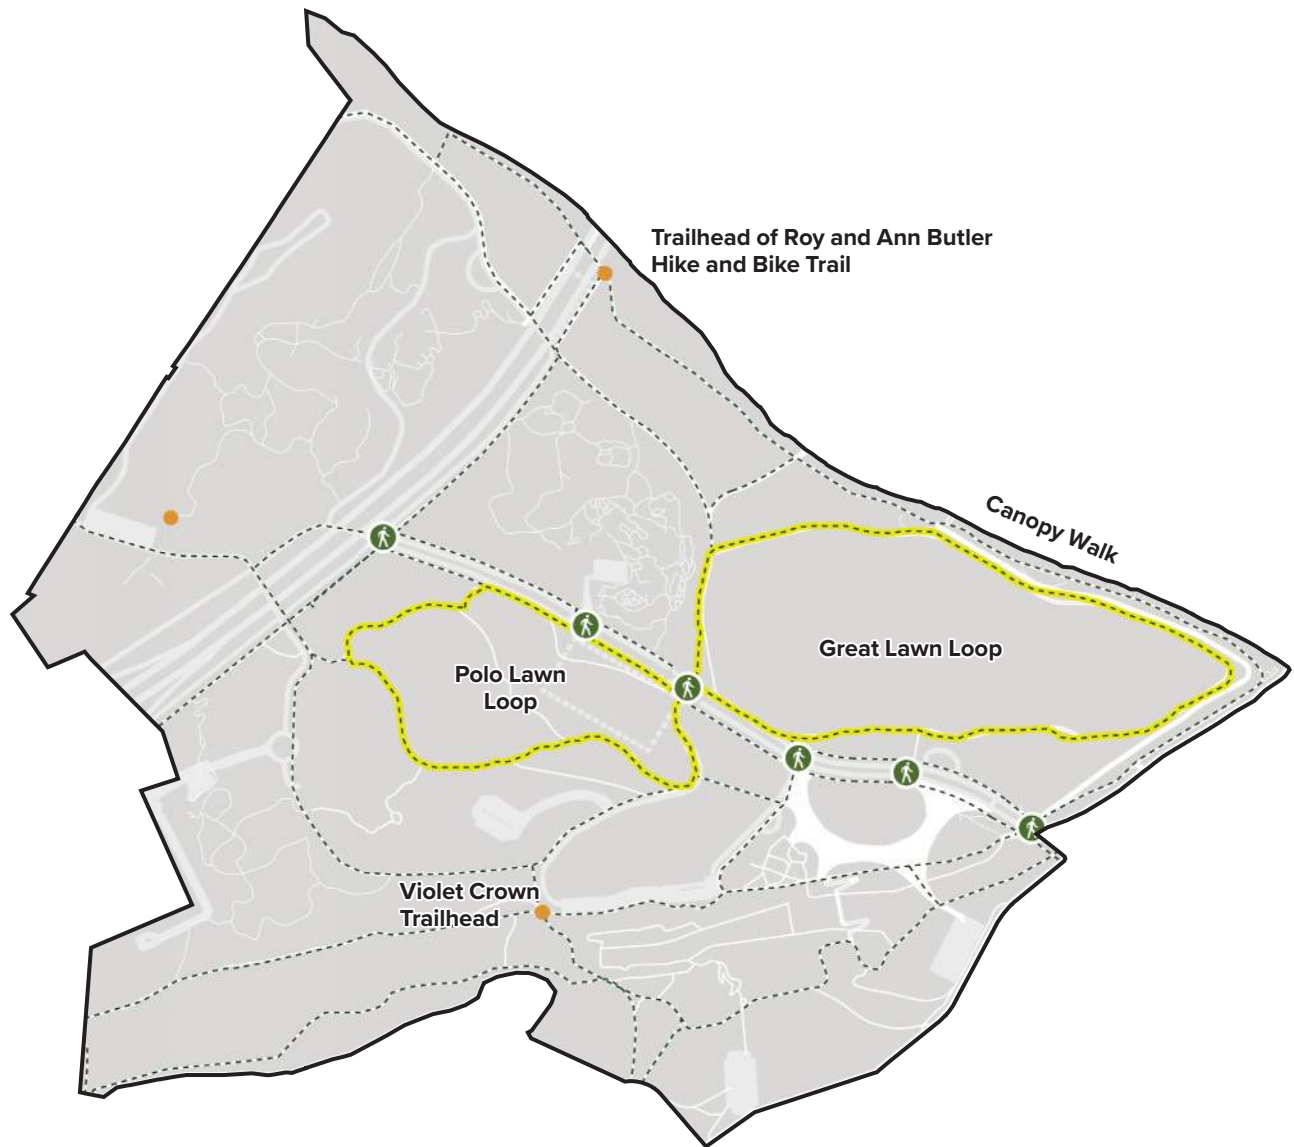 Trailhead of Roy and Ann Butler
Hike and Bike Trail
Canopy Walk
Great Lawn Loop
Polo Lawn
Loop
Violet Crown
Trailhead